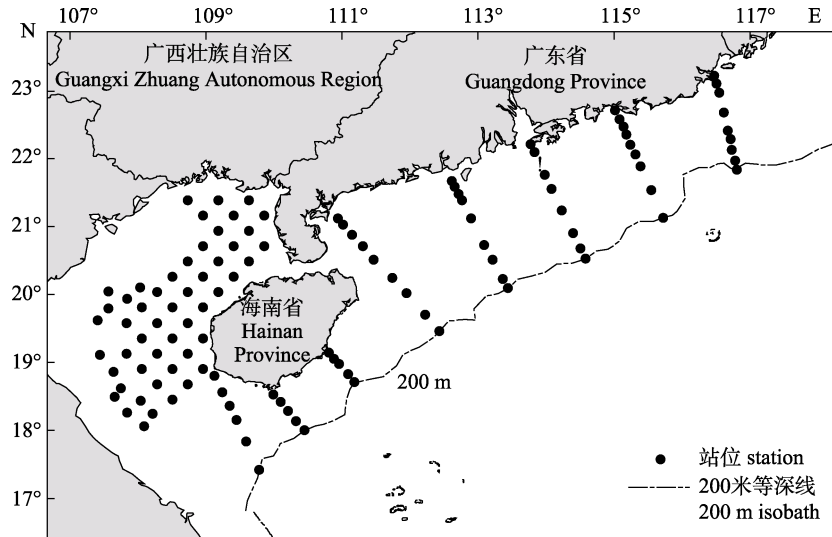 107° 109° 111° 113° 115° 117° E
N
广西壮族自治区
Guangxi Zhuang Autonomous Region
广东省
Guangdong Province
23°
22°
21°
20°
19°
18°
17°
海南省
Hainan
Province
200 m
站位 station
200米等深线
200 m isobath